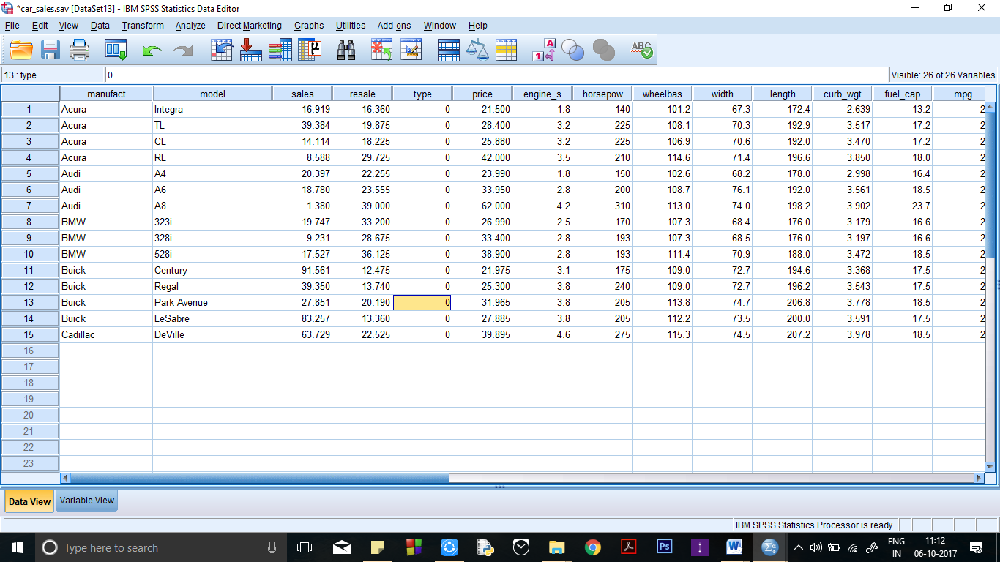 *car_sales.sav [DataSet13] - IBM SPSS Statistics Data Editor
File Edit View Data Transform Analyze Direct Marketing Graphs Utilities Add-ons Window Help
13 : type 0 Visible: 26 of 26 Variables
manufact model sales resale type price engine_s horsepow wheelbas width length curb_wgt fuel_cap mpg
1 Acura Integra 16.919 16.360 0 21.500 1.8 140 101.2 67.3 172.4 2.639 13.2 2
2 Acura TL 39.384 19.875 0 28.400 3.2 225 108.1 70.3 192.9 3.517 17.2 2
3 Acura CL 14.114 18.225 0 25.880 3.2 225 106.9 70.6 192.0 3.470 17.2 2
4 Acura RL 8.588 29.725 0 42.000 3.5 210 114.6 71.4 196.6 3.850 18.0 2
5 Audi A4 20.397 22.255 0 23.990 1.8 150 102.6 68.2 178.0 2.998 16.4 2
6 Audi A6 18.780 23.555 0 33.950 2.8 200 108.7 76.1 192.0 3.561 18.5 2
7 Audi A8 1.380 39.000 0 62.000 4.2 310 113.0 74.0 198.2 3.902 23.7 2
8 BMW 323i 19.747 33.200 0 26.990 2.5 170 107.3 68.4 176.0 3.179 16.6 2
9 BMW 328i 9.231 28.675 0 33.400 2.8 193 107.3 68.5 176.0 3.197 16.6 2
10 BMW 528i 17.527 36.125 0 38.900 2.8 193 111.4 70.9 188.0 3.472 18.5 2
11 Buick Century 91.561 12.475 0 21.975 3.1 175 109.0 72.7 194.6 3.368 17.5 2
12 Buick Regal 39.350 13.740 0 25.300 3.8 240 109.0 72.7 196.2 3.543 17.5 2
13 Buick Park Avenue 27.851 20.190 0 31.965 3.8 205 113.8 74.7 206.8 3.778 18.5 2
14 Buick LeSabre 83.257 13.360 0 27.885 3.8 205 112.2 73.5 200.0 3.591 17.5 2
15 Cadillac DeVille 63.729 22.525 0 39.895 4.6 275 115.3 74.5 207.2 3.978 18.5 2
16
17
18
19
20
21
22
23
Data View Variable View
IBM SPSS Statistics Processor is ready
Type here to search
ENG 11:12
IN 06-10-2017